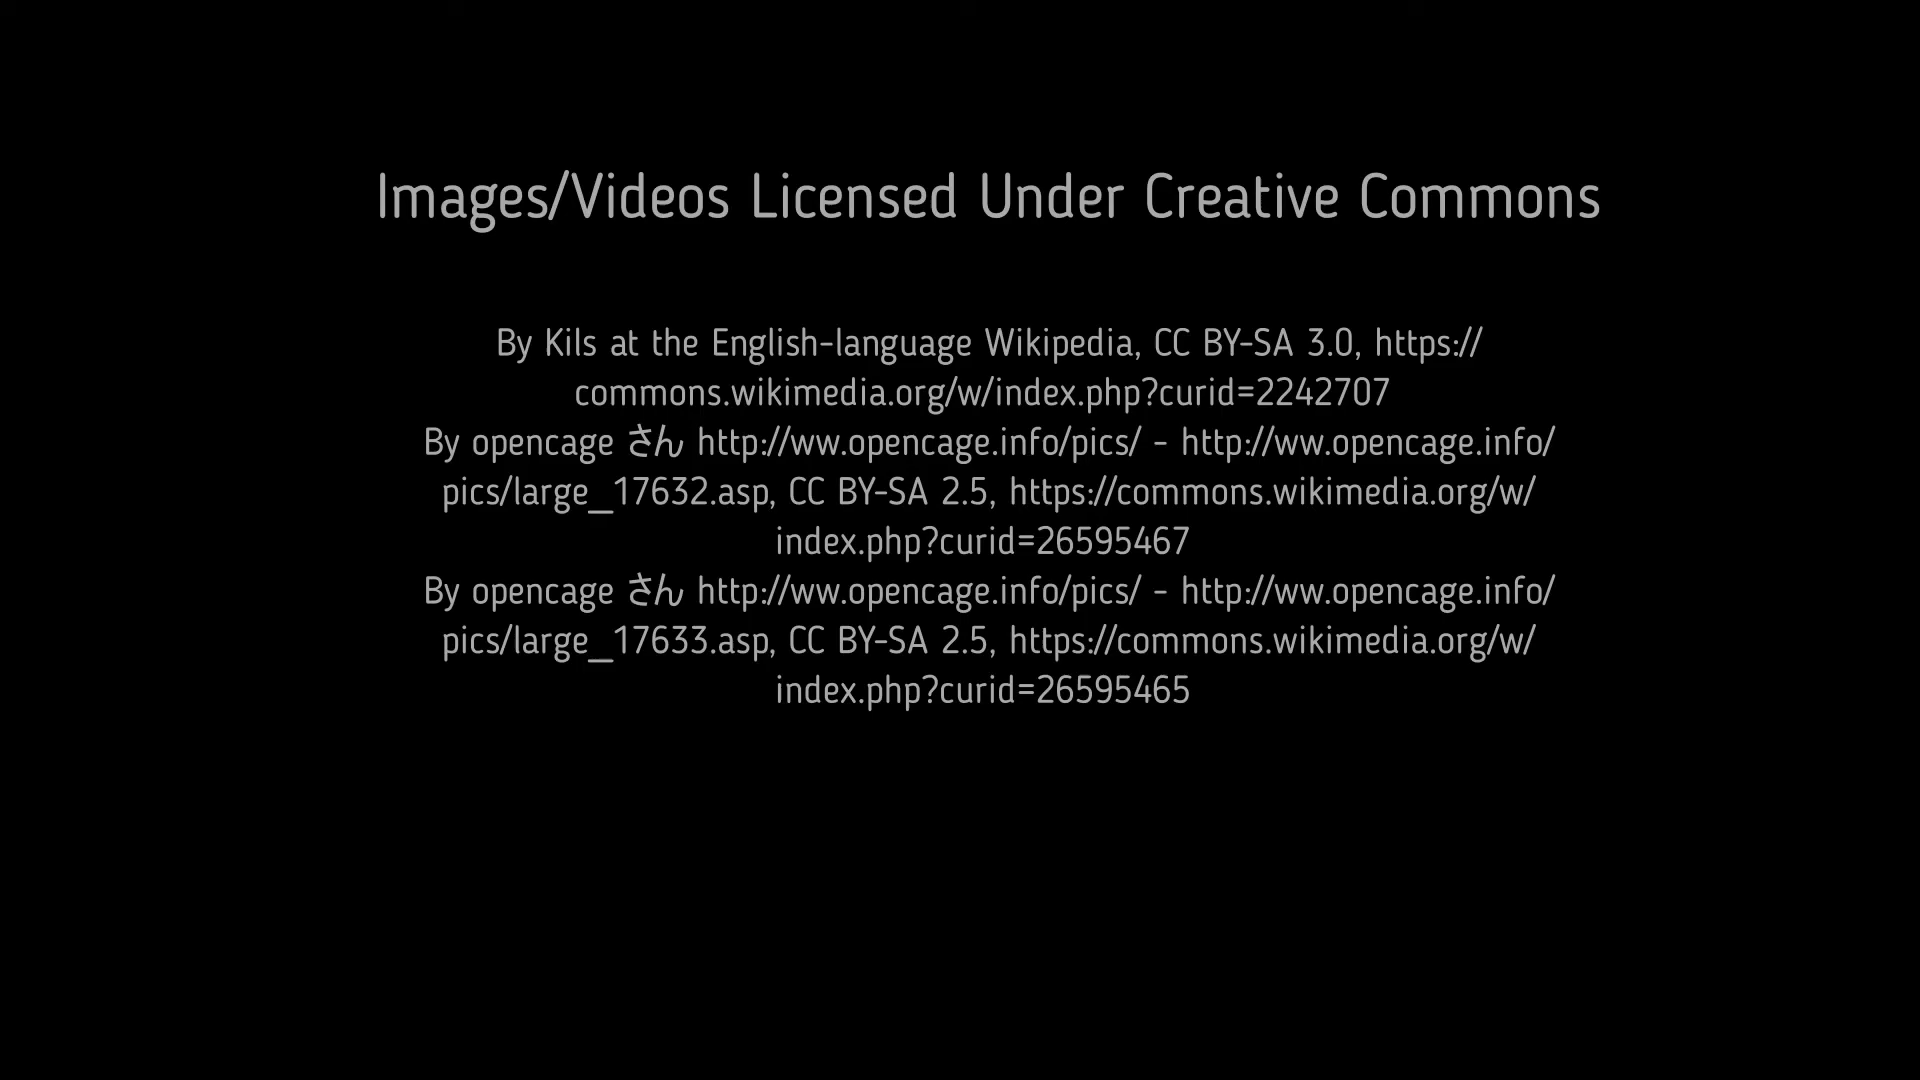 Images/Videos Licensed Under Creative Commons
By Kils at the English-language Wikipedia, CC BY-SA 3.0, https://
commons.wikimedia.org/w/index.php?curid=2242707
By opencage さん http://ww.opencage.info/pics/ - http://ww.opencage.info/
pics/large_17632.asp, CC BY-SA 2.5, https://commons.wikimedia.org/w/
index.php?curid=26595467
By opencage さん http://ww.opencage.info/pics/ - http://ww.opencage.info/
pics/large_17633.asp, CC BY-SA 2.5, https://commons.wikimedia.org/w/
index.php?curid=26595465